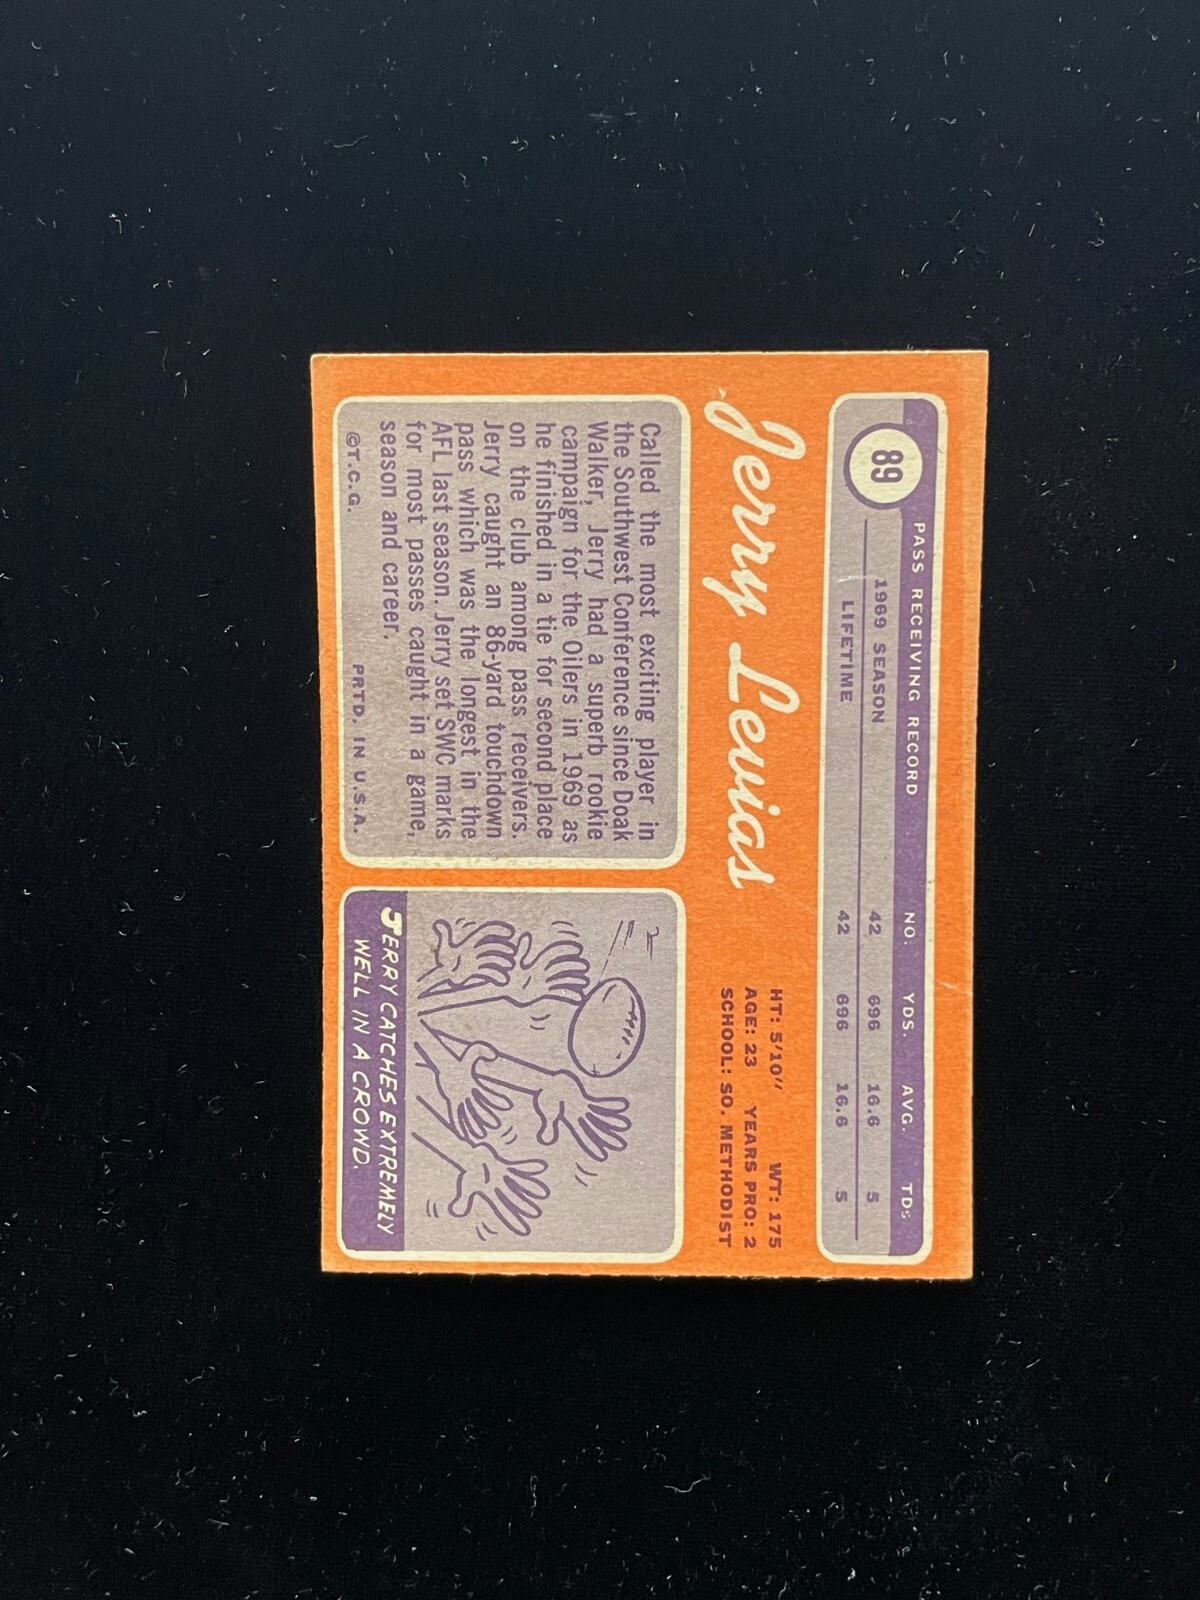 89
PASS RECEIVING RECORD NO. YDS. AVG. TDS
1969 SEASON 42 696 16.6 5
LIFETIME 42 696 16.6 5
Jerry Levias
HT: 5'10" WT: 175
AGE: 23 YEARS PRO: 2
SCHOOL: SO. METHODIST
Called the most exciting player in
the Southwest Conference since Doak
Walker, Jerry had a superb rookie
campaign for the Oilers in 1969 as
he finished in a tie for second place
on the club among pass receivers.
Jerry caught an 86-yard touchdown
pass which was the longest in the
AFL last season. Jerry set SWC marks
for most passes caught in a game,
season and career.
©T.C.G. PRTD. IN U.S.A.
JERRY CATCHES EXTREMELY
WELL IN A CROWD.